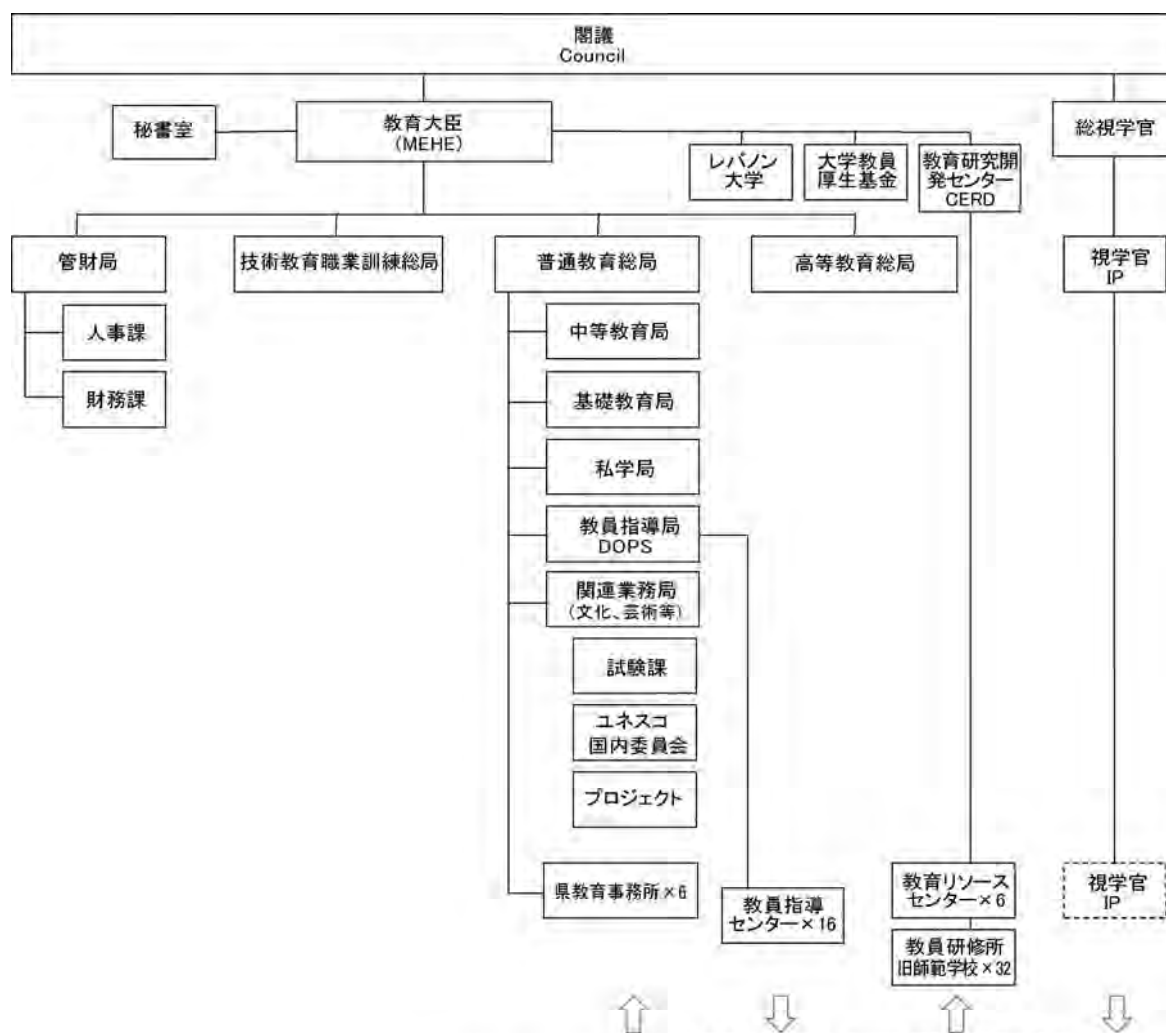 閣議
Council
秘書室
教育大臣
(MEHE)
総視学官
レバノン
大学
大学教員
厚生基金
教育研究開
発センター
CERD
管財局
技術教育職業訓練総局
普通教育総局
高等教育総局
視学官
IP
人事課
財務課
中等教育局
基礎教育局
私学局
教員指導局
DOPS
関連業務局
(文化、芸術等)
試験課
ユネスコ
国内委員会
プロジェクト
県教育事務所×6
教員指導
センター×16
教育リソース
センター×6
教員研修所
旧師範学校×32
視学官
IP